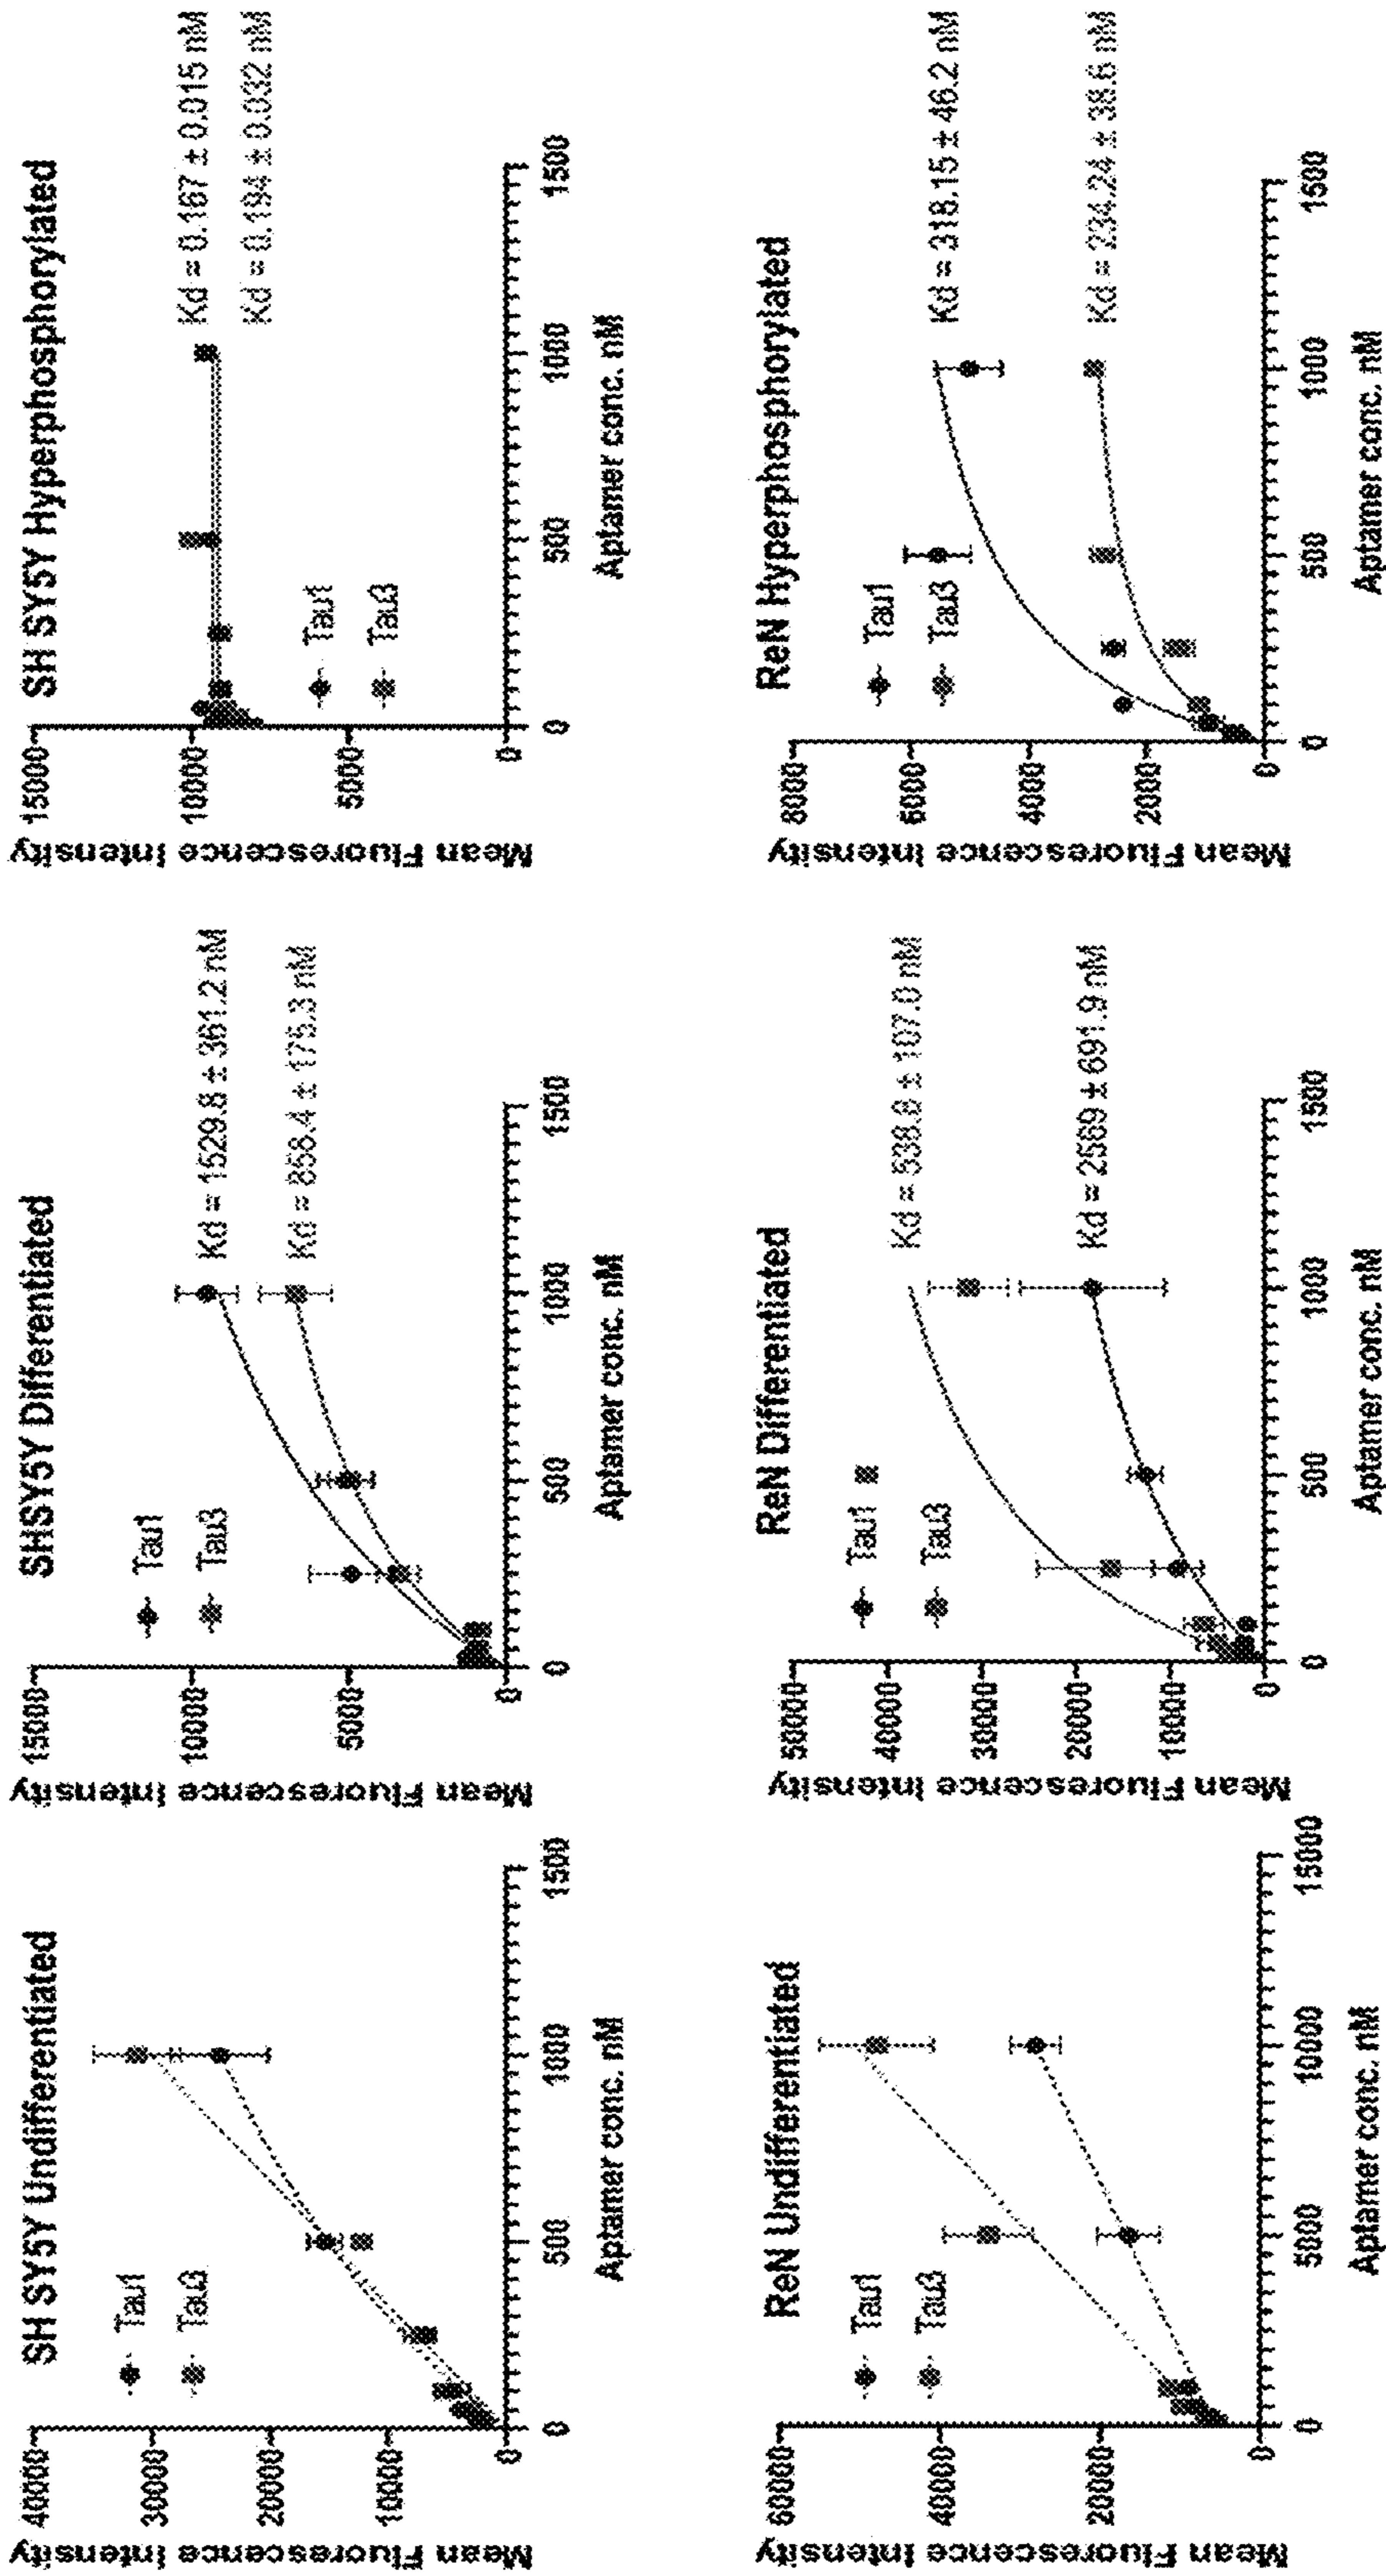 SH SY5Y Undifferentiated
Mean Fluorescence Intensity
40000
30000
20000
10000
0
Tau1
Tau3
0
500
1000
1500
Aptamer conc. nM
SHSY5Y Differentiated
Mean Fluorescence Intensity
15000
10000
5000
0
Tau1
Tau3
Kd = 1529.8 ± 361.2 nM
Kd = 858.4 ± 175.3 nM
0
500
1000
1500
Aptamer conc. nM
SH SY5Y Hyperphosphorylated
Mean Fluorescence Intensity
15000
10000
5000
0
Tau1
Tau3
Kd = 0.167 ± 0.015 nM
Kd = 0.194 ± 0.032 nM
0
500
1000
1500
Aptamer conc. nM
ReN Undifferentiated
Mean Fluorescence Intensity
60000
40000
20000
0
Tau1
Tau3
0
5000
10000
15000
Aptamer conc. nM
ReN Differentiated
Mean Fluorescence Intensity
50000
40000
30000
20000
10000
0
Tau1
Tau3
Kd = 538.8 ± 107.0 nM
Kd = 2569 ± 691.9 nM
0
500
1000
1500
Aptamer conc. nM
ReN Hyperphosphorylated
Mean Fluorescence Intensity
8000
6000
4000
2000
0
Tau1
Tau3
Kd = 318.15 ± 46.2 nM
Kd = 234.24 ± 38.6 nM
0
500
1000
1500
Aptamer conc. nM